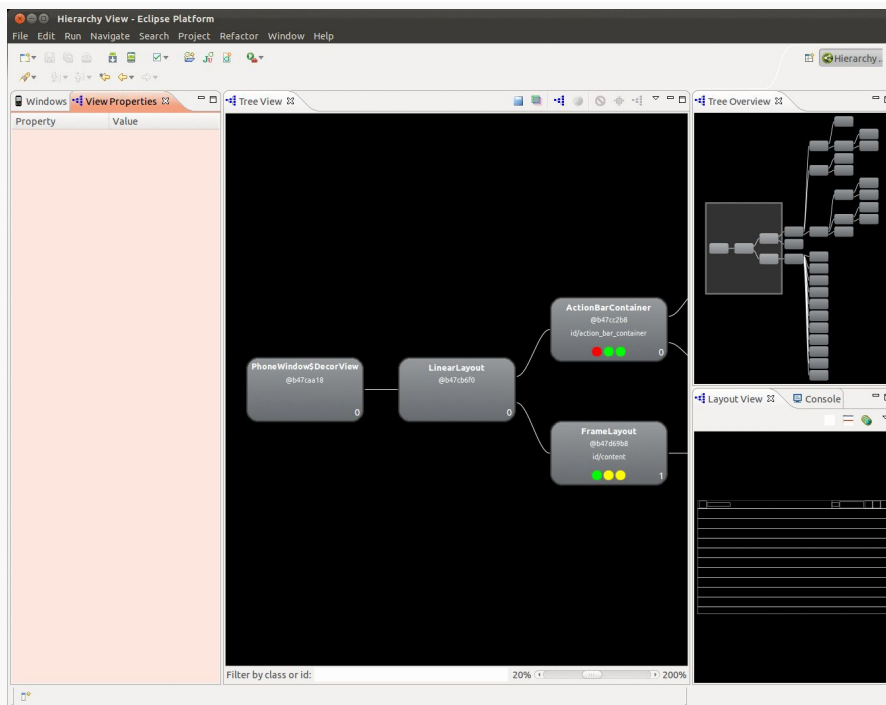 Hierarchy View - Eclipse Platform
File Edit Run Navigate Search Project Refactor Window Help
Hierarchy..
Windows
View Properties
Tree View
Tree Overview
Property
Value
ActionBarContainer
@b47cc2b8
id/action_bar_container
0
PhoneWindow$DecorView
@b47caa18
0
LinearLayout
@b47cb6f0
0
FrameLayout
@b47d69b8
id/content
1
Layout View
Console
Filter by class or id:
20%
200%